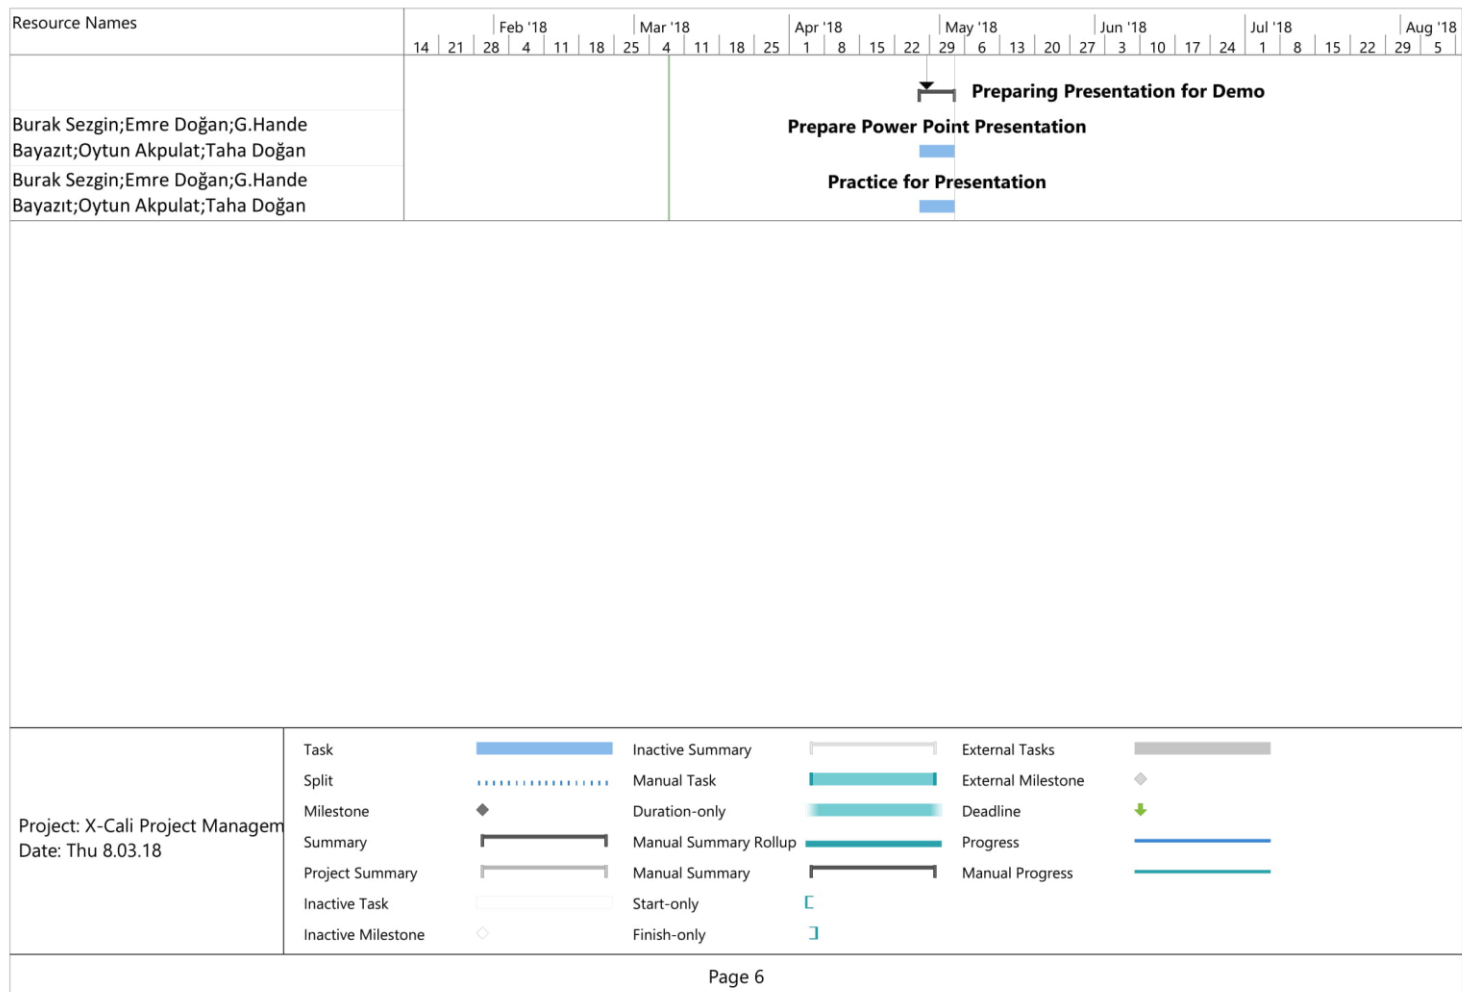 Resource Names
Feb '18 Mar '18 Apr '18 May '18 Jun '18 Jul '18 Aug '18
14 21 28 4 11 18 25 4 11 18 25 1 8 15 22 29 6 13 20 27 3 10 17 24 1 8 15 22 29 5
Preparing Presentation for Demo
Burak Sezgin;Emre Doğan;G.Hande
Bayazıt;Oytun Akpulat;Taha Doğan
Prepare Power Point Presentation
Burak Sezgin;Emre Doğan;G.Hande
Bayazıt;Oytun Akpulat;Taha Doğan
Practice for Presentation
Project: X-Cali Project Managem
Date: Thu 8.03.18
Task
Split
Milestone
Summary
Project Summary
Inactive Task
Inactive Milestone
Inactive Summary
Manual Task
Duration-only
Manual Summary Rollup
Manual Summary
Start-only
Finish-only
External Tasks
External Milestone
Deadline
Progress
Manual Progress
Page 6